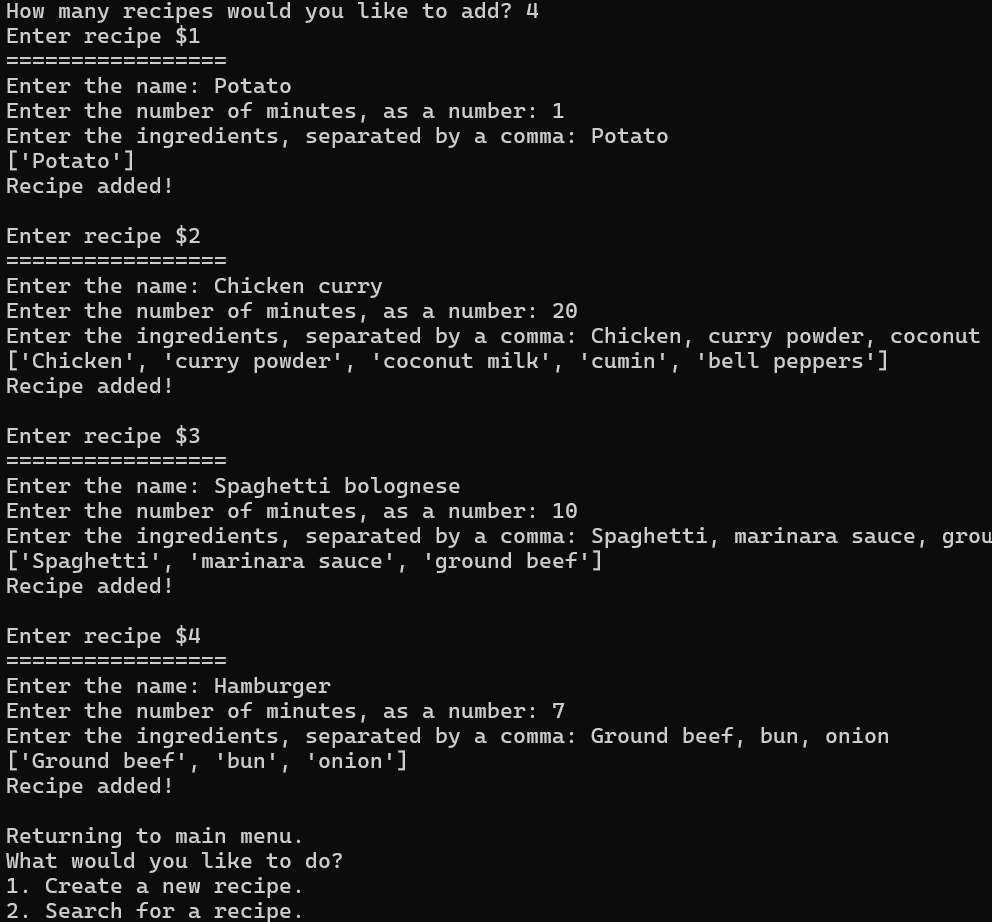 How many recipes would you like to add? 4
Enter recipe $1
=================
Enter the name: Potato
Enter the number of minutes, as a number: 1
Enter the ingredients, separated by a comma: Potato
['Potato']
Recipe added!

Enter recipe $2
=================
Enter the name: Chicken curry
Enter the number of minutes, as a number: 20
Enter the ingredients, separated by a comma: Chicken, curry powder, coconut
['Chicken', 'curry powder', 'coconut milk', 'cumin', 'bell peppers']
Recipe added!

Enter recipe $3
=================
Enter the name: Spaghetti bolognese
Enter the number of minutes, as a number: 10
Enter the ingredients, separated by a comma: Spaghetti, marinara sauce, grou
['Spaghetti', 'marinara sauce', 'ground beef']
Recipe added!

Enter recipe $4
=================
Enter the name: Hamburger
Enter the number of minutes, as a number: 7
Enter the ingredients, separated by a comma: Ground beef, bun, onion
['Ground beef', 'bun', 'onion']
Recipe added!

Returning to main menu.
What would you like to do?
1. Create a new recipe.
2. Search for a recipe.